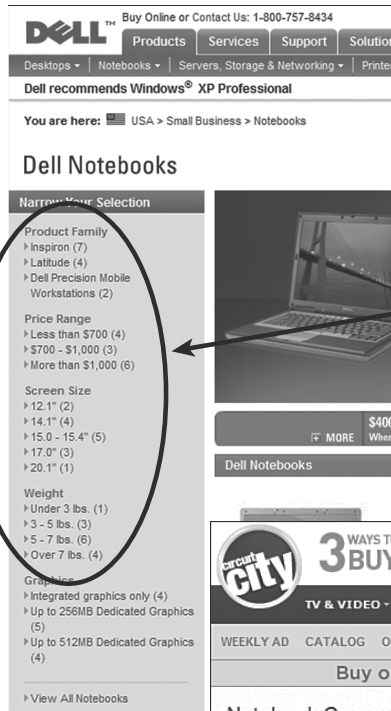 DELL™
Buy Online or Contact Us: 1-800-757-8434
Products Services Support
Desktops Notebooks Servers, Storage & Networking
Dell recommends Windows® XP Professional
You are here: USA > Small Business > Notebooks
Dell Notebooks
Narrow Your Selection
Product Family
Inspiron (7)
Latitude (4)
Dell Precision Mobile
Workstations (2)
Price Range
Less than $700 (4)
$700 - $1,000 (3)
More than $1,000 (6)
Screen Size
12.1" (2)
14.1" (4)
15.0 - 15.4" (5)
17.0" (3)
20.1" (1)
Weight
Under 3 lbs. (1)
3 - 5 lbs. (3)
5 - 7 lbs. (6)
Over 7 lbs. (4)
Graphics
Integrated graphics only (4)
Up to 256MB Dedicated Graphics
(5)
Up to 512MB Dedicated Graphics
(4)
View All Notebooks
MORE
Dell Notebooks
circuit
city
3 WAYS
BUY
TV & VIDEO
WEEKLY AD CATALOG
Buy